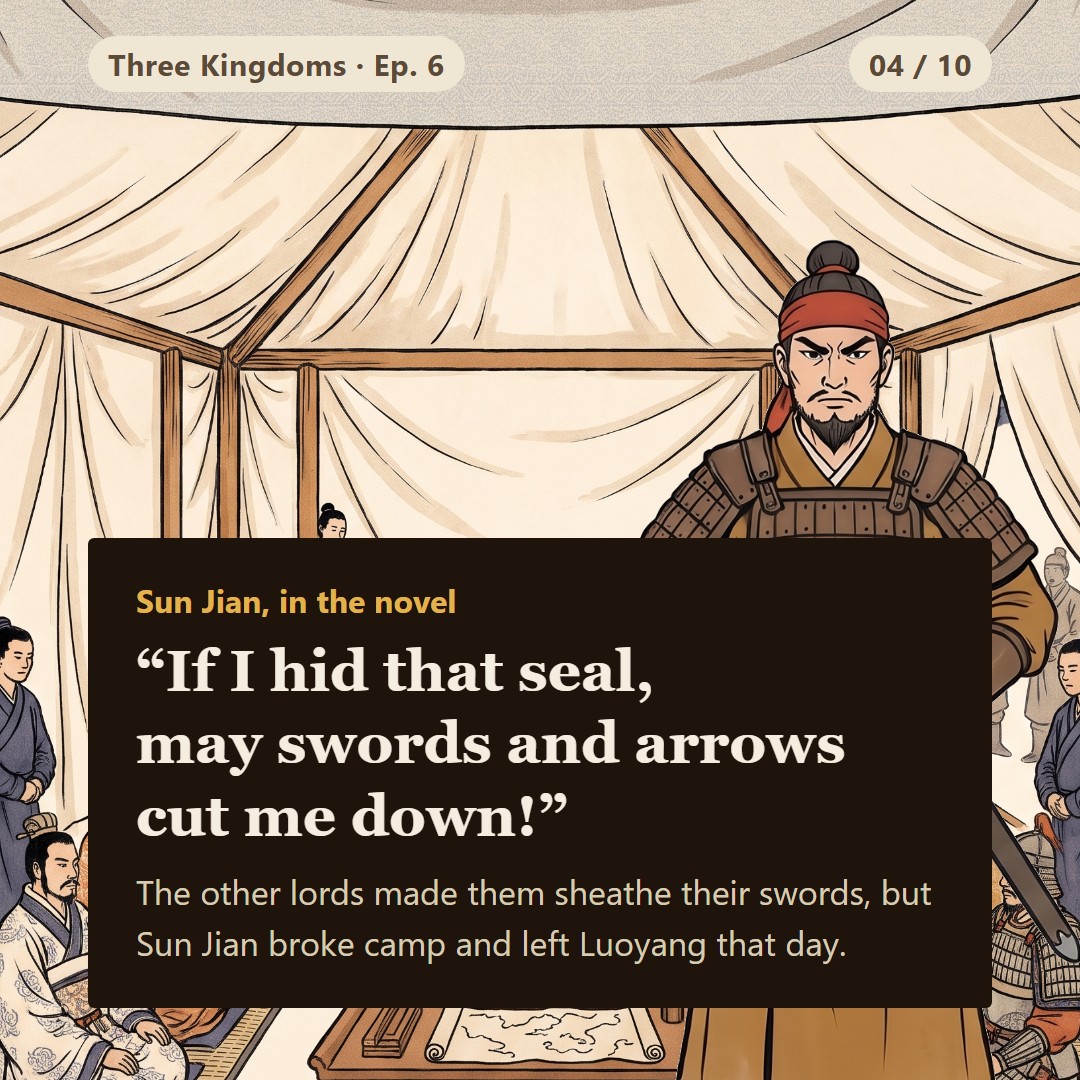 Three Kingdoms · Ep. 6
04 / 10
Sun Jian, in the novel
“If I hid that seal,
may swords and arrows
cut me down!”
The other lords made them sheathe their swords, but
Sun Jian broke camp and left Luoyang that day.